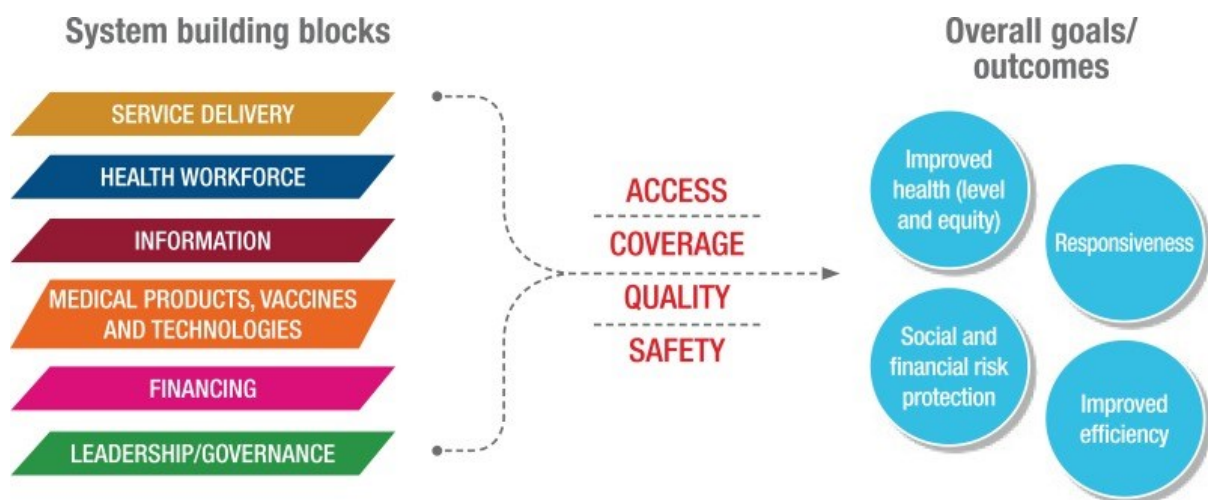 System building blocks
SERVICE DELIVERY
HEALTH WORKFORCE
INFORMATION
MEDICAL PRODUCTS, VACCINES
AND TECHNOLOGIES
FINANCING
LEADERSHIP/GOVERNANCE
ACCESS
COVERAGE
QUALITY
SAFETY
Overall goals/
outcomes
Improved
health (level
and equity)
Responsiveness
Social and
financial risk
protection
Improved
efficiency